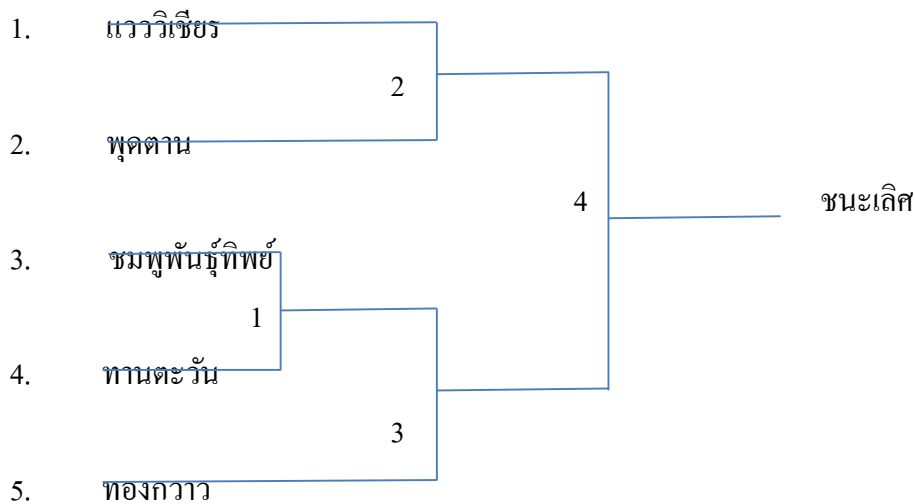 1. แววิเชียร
2
2. พุดตาน
4 ชนะเลิศ
3. ชมพูพันธุ์ทิพย์
1
4. ทานตะวัน
3
5. ทองกวาว